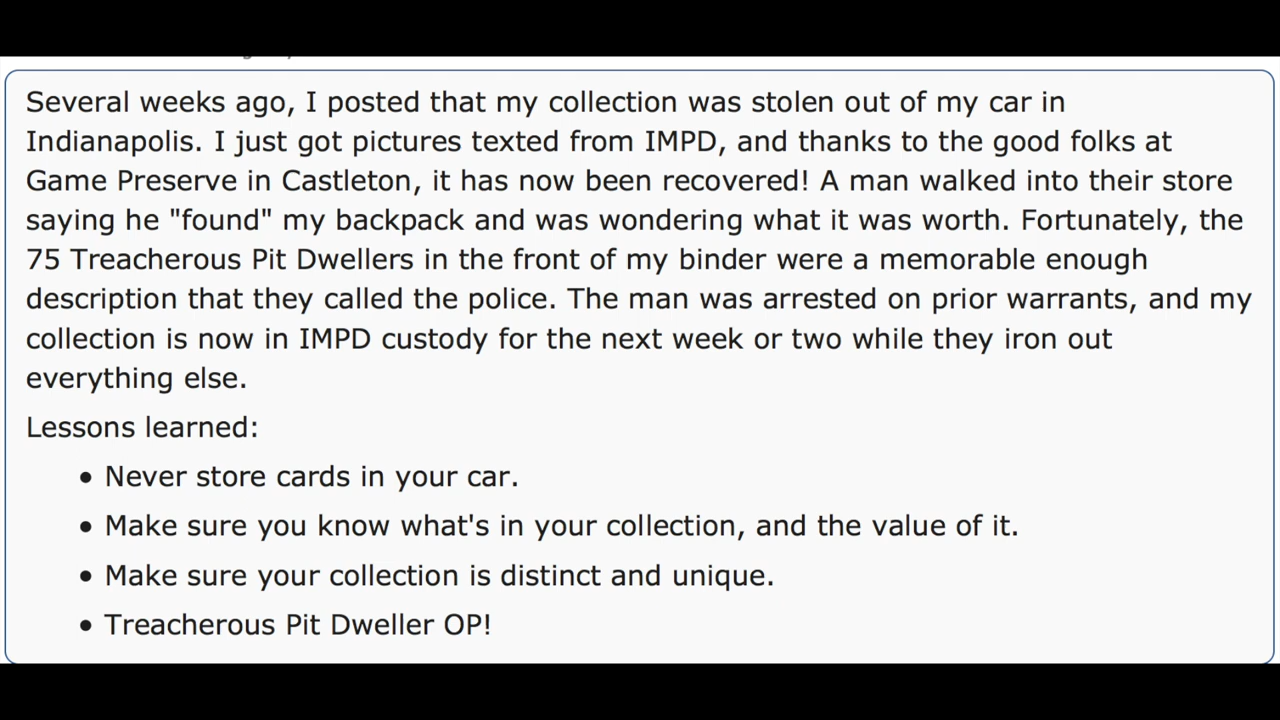 Several weeks ago, I posted that my collection was stolen out of my car in
Indianapolis. I just got pictures texted from IMPD, and thanks to the good folks at
Game Preserve in Castleton, it has now been recovered! A man walked into their store
saying he "found" my backpack and was wondering what it was worth. Fortunately, the
75 Treacherous Pit Dwellers in the front of my binder were a memorable enough
description that they called the police. The man was arrested on prior warrants, and my
collection is now in IMPD custody for the next week or two while they iron out
everything else.
Lessons learned:
• Never store cards in your car.
• Make sure you know what's in your collection, and the value of it.
• Make sure your collection is distinct and unique.
• Treacherous Pit Dweller OP!